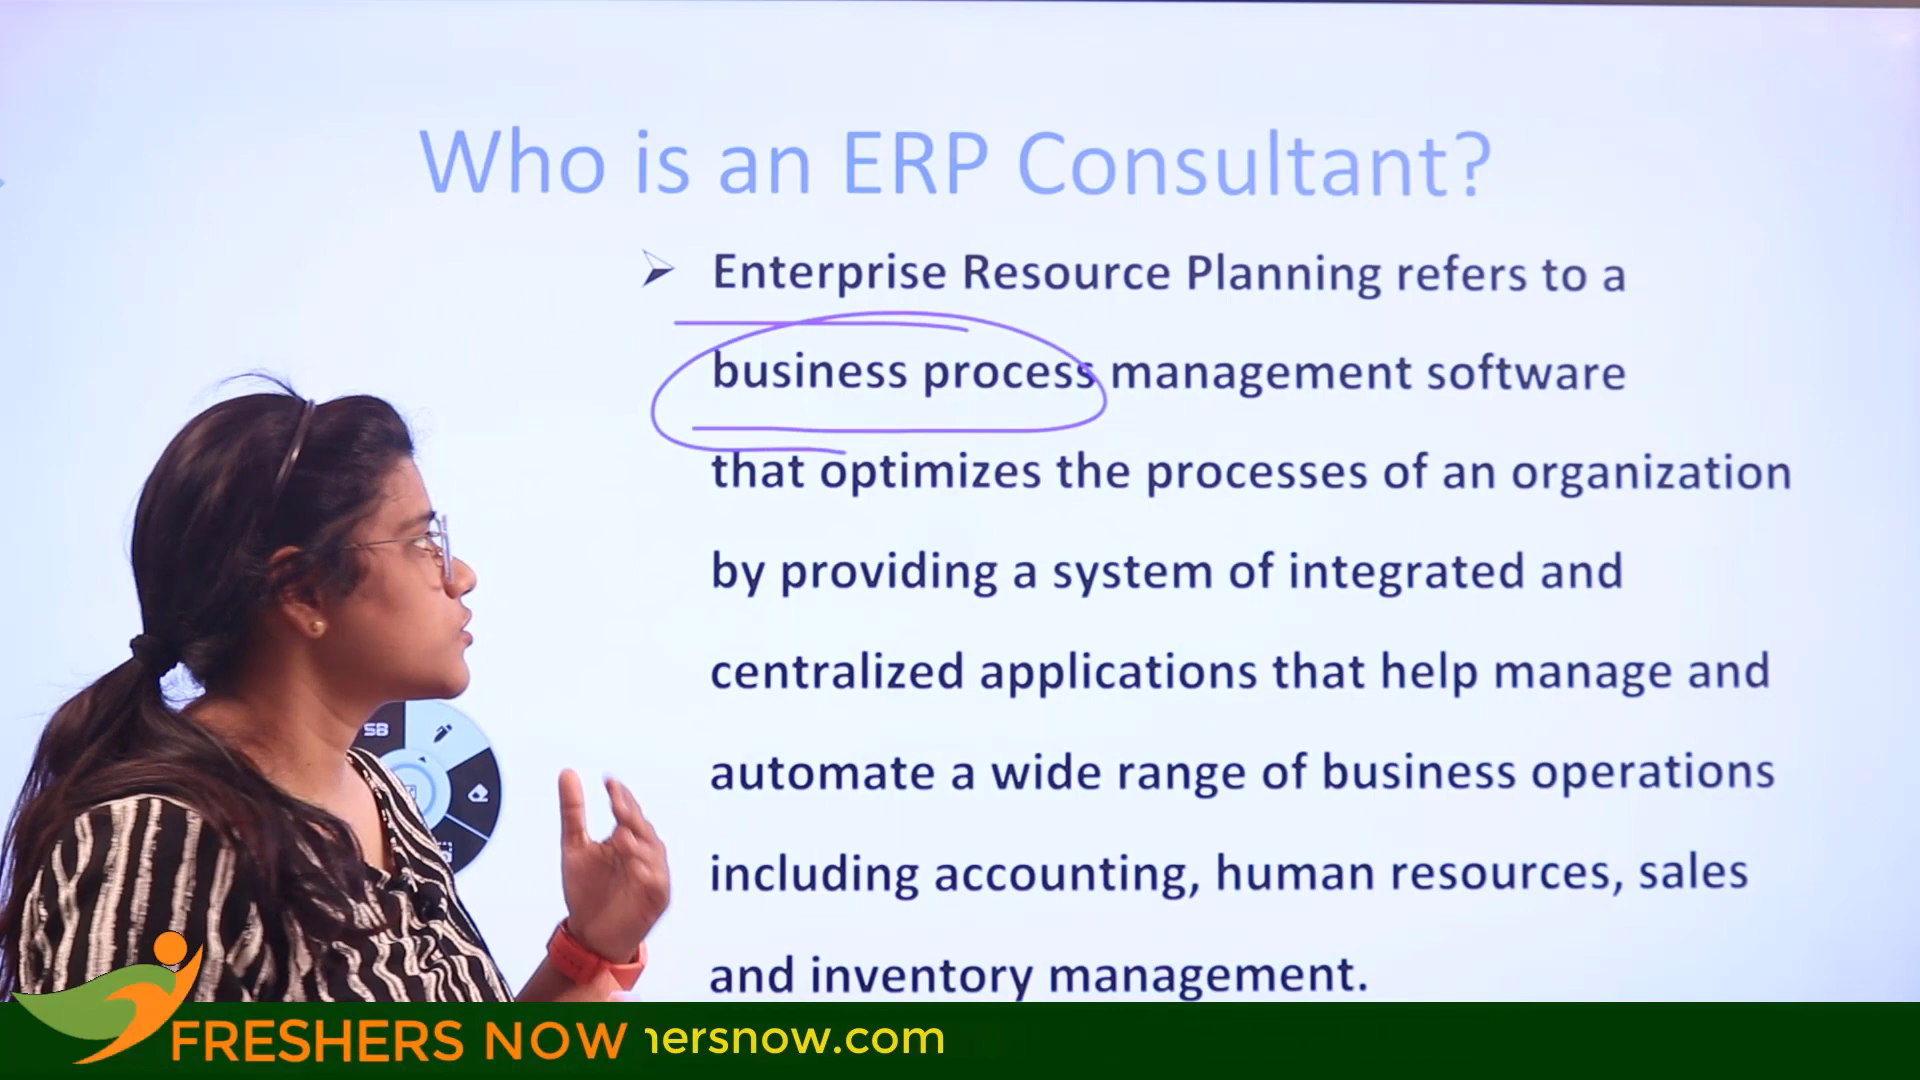 Who is an ERP Consultant?
➢ Enterprise Resource Planning refers to a
business process management software
that optimizes the processes of an organization
by providing a system of integrated and
centralized applications that help manage and
automate a wide range of business operations
including accounting, human resources, sales
and inventory management.
SB
FRESHERS NOW
hersnow.com